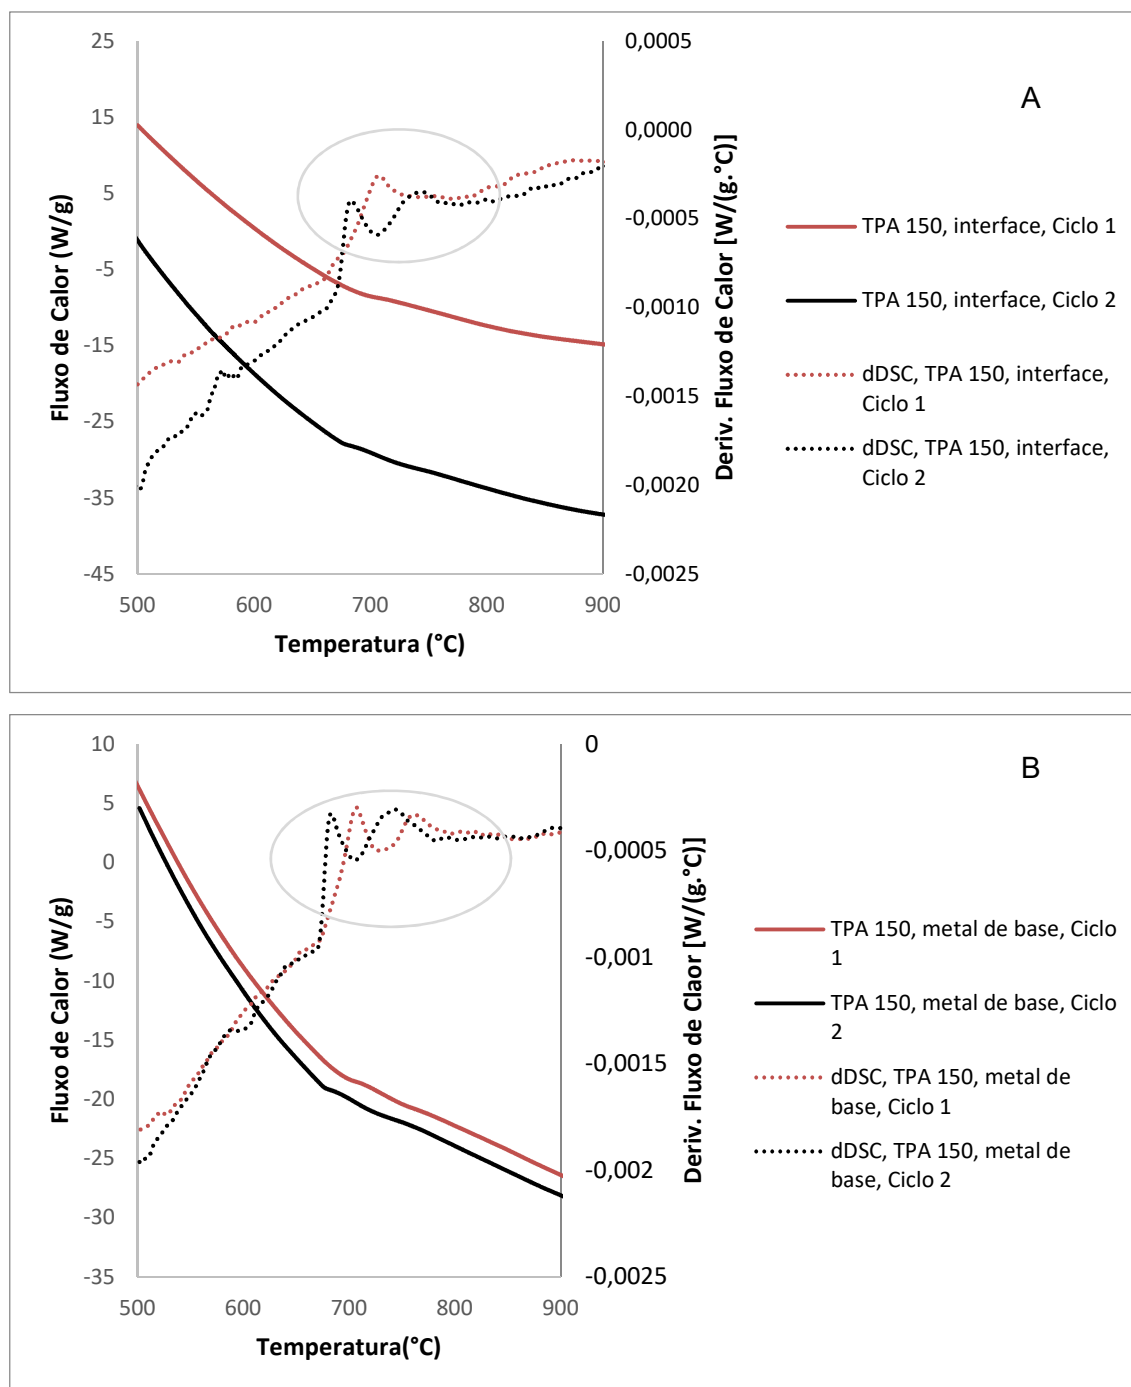 A
25
15
5
-5
-15
-25
-35
-45
Fluxo de Calor (W/g)
500
600
700
800
900
Temperatura (°C)
0,0005
0,0000
-0,0005
-0,0010
-0,0015
-0,0020
-0,0025
Deriv. Fluxo de Calor [W/(g.°C)]
TPA 150, interface, Ciclo 1
TPA 150, interface, Ciclo 2
dDSC, TPA 150, interface,
Ciclo 1
dDSC, TPA 150, interface,
Ciclo 2
B
10
5
0
-5
-10
-15
-20
-25
-30
-35
Fluxo de Calor (W/g)
500
600
700
800
900
Temperatura(°C)
0
-0,0005
-0,001
-0,0015
-0,002
-0,0025
Deriv. Fluxo de Claor [W/(g.°C)]
TPA 150, metal de base, Ciclo
1
TPA 150, metal de base, Ciclo
2
dDSC, TPA 150, metal de
base, Ciclo 1
dDSC, TPA 150, metal de
base, Ciclo 2